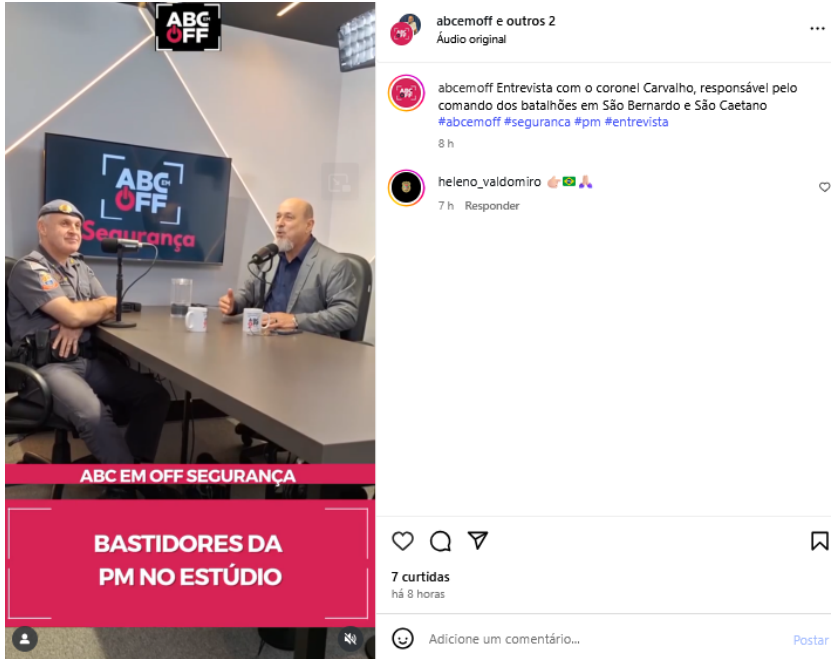 ABC EM
OFF
ABC EM
OFF
Segurança
ABC EM OFF SEGURANÇA
BASTIDORES DA
PM NO ESTÚDIO
abcemoff e outros 2
Áudio original
abcemoff Entrevista com o coronel Carvalho, responsável pelo
comando dos batalhões em São Bernardo e São Caetano
#abcemoff #seguranca #pm #entrevista
8 h
heleno_valdomiro 👉🏼🇧🇷🙏🏼
7 h Responder
7 curtidas
há 8 horas
Adicione um comentário...
Postar